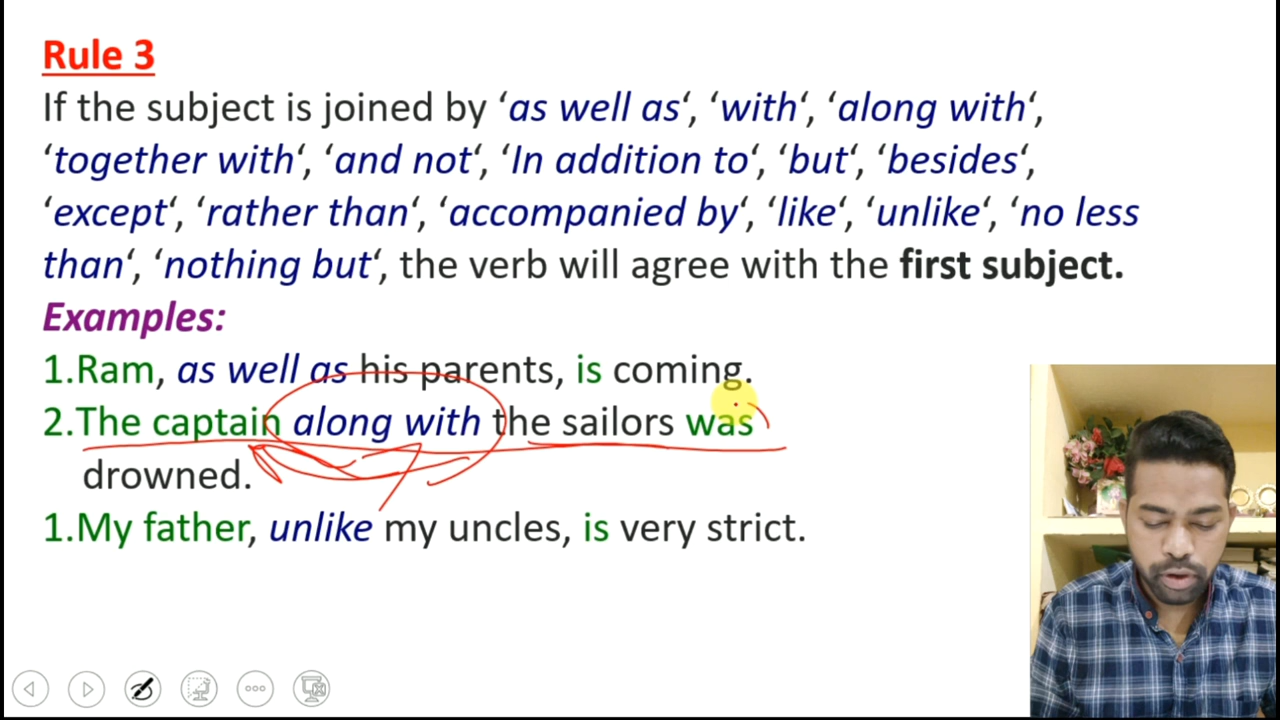 Rule 3
If the subject is joined by ‘as well as‘, ‘with‘, ‘along with‘,
‘together with‘, ‘and not‘, ‘In addition to‘, ‘but‘, ‘besides‘,
‘except‘, ‘rather than‘, ‘accompanied by‘, ‘like‘, ‘unlike‘, ‘no less
than‘, ‘nothing but‘, the verb will agree with the first subject.
Examples:
1.Ram, as well as his parents, is coming.
2.The captain along with the sailors was
drowned.
1.My father, unlike my uncles, is very strict.